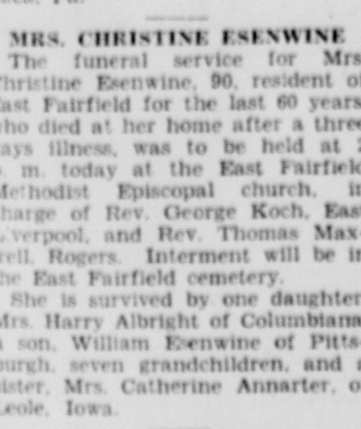 MRS. CHRISTINE ESENWINE
The funeral service for Mrs
Christine Esenwine, 90, resident of
East Fairfield for the last 60 years
who died at her home after a three
days illness, was to be held at 2
p. m. today at the East Fairfield
Methodist Episcopal church, in
charge of Rev. George Koch, East
Liverpool, and Rev. Thomas Max-
well, Rogers. Interment will be in
the East Fairfield cemetery.
She is survived by one daughter
Mrs. Harry Albright of Columbiana
a son, William Esenwine of Pitts-
burgh, seven grandchildren, and a
sister, Mrs. Catherine Annarter, of
Leole, Iowa.